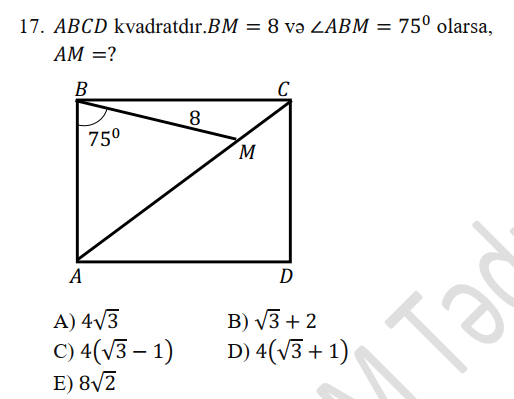 17. ABCD kvadratdır.BM = 8 və ∠ABM = 75⁰ olarsa,
AM =?
B C
8
75⁰
M
A D
A) 4√3 B) √3 + 2
C) 4(√3 − 1) D) 4(√3 + 1)
E) 8√2